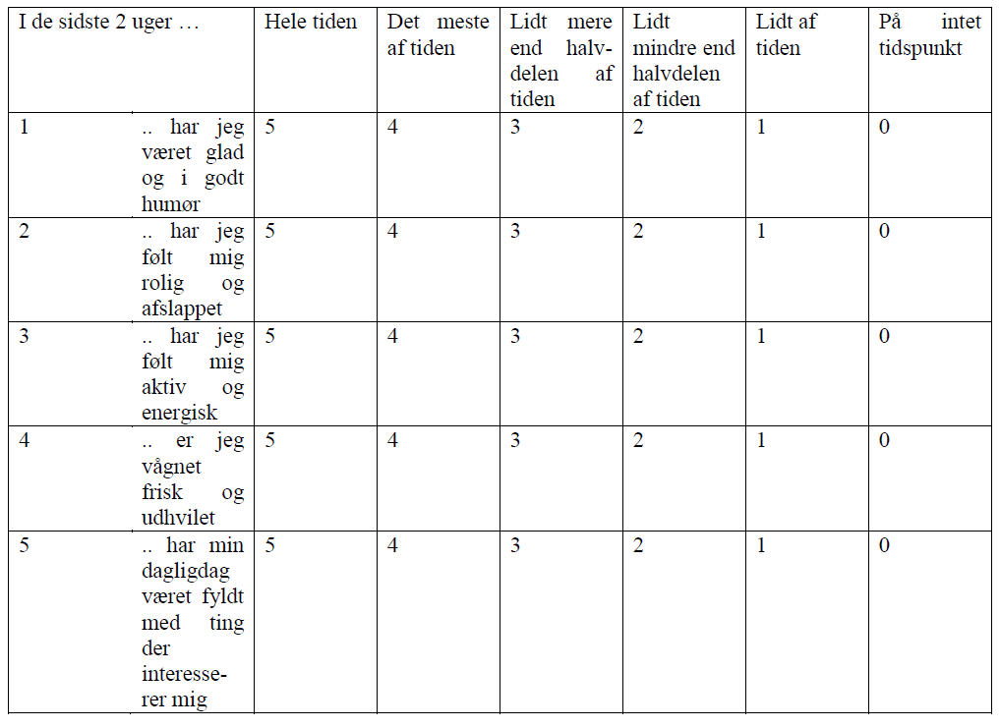 I de sidste 2 uger … Hele tiden Det meste af tiden Lidt mere end halv-delen af tiden Lidt mindre end halvdelen af tiden Lidt af tiden På intet tidspunkt
1 .. har jeg 5 4 3 2 1 0
været glad
og i godt
humør
2 .. har jeg 5 4 3 2 1 0
følt mig
rolig og
afslappet
3 .. har jeg 5 4 3 2 1 0
følt mig
aktiv og
energisk
4 .. er jeg 5 4 3 2 1 0
vågnet
frisk og
udhvilet
5 .. har min 5 4 3 2 1 0
dagligdag
været fyldt
med ting
der
interesse-
rer mig